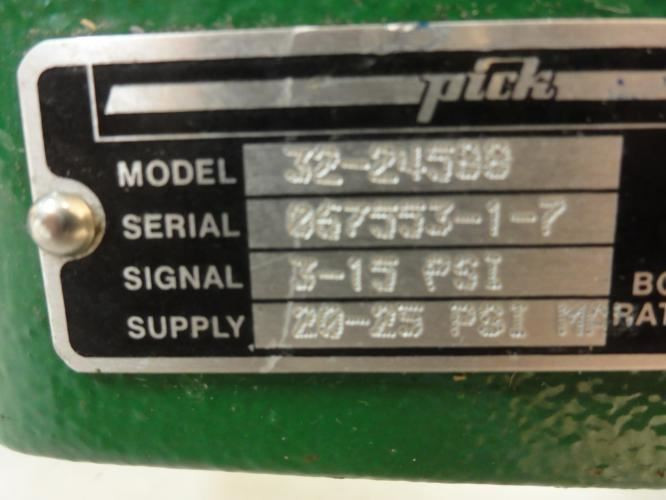 pick
MODEL 32-24588
SERIAL 067553-1-7
SIGNAL 3-15 PSI
SUPPLY 20-25 PSI